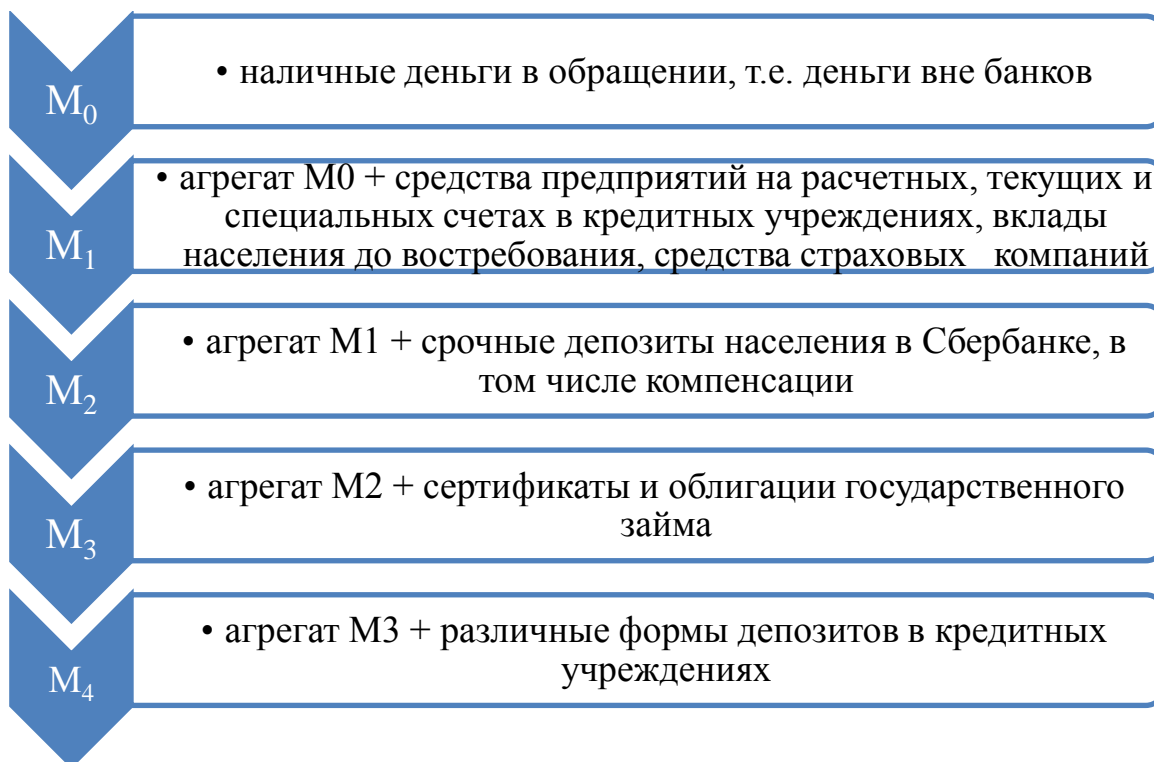 M₀
• наличные деньги в обращении, т.е. деньги вне банков
M₁
• агрегат М0 + средства предприятий на расчетных, текущих и
специальных счетах в кредитных учреждениях, вклады
населения до востребования, средства страховых компаний
M₂
• агрегат М1 + срочные депозиты населения в Сбербанке, в
том числе компенсации
M₃
• агрегат М2 + сертификаты и облигации государственного
займа
M₄
• агрегат М3 + различные формы депозитов в кредитных
учреждениях